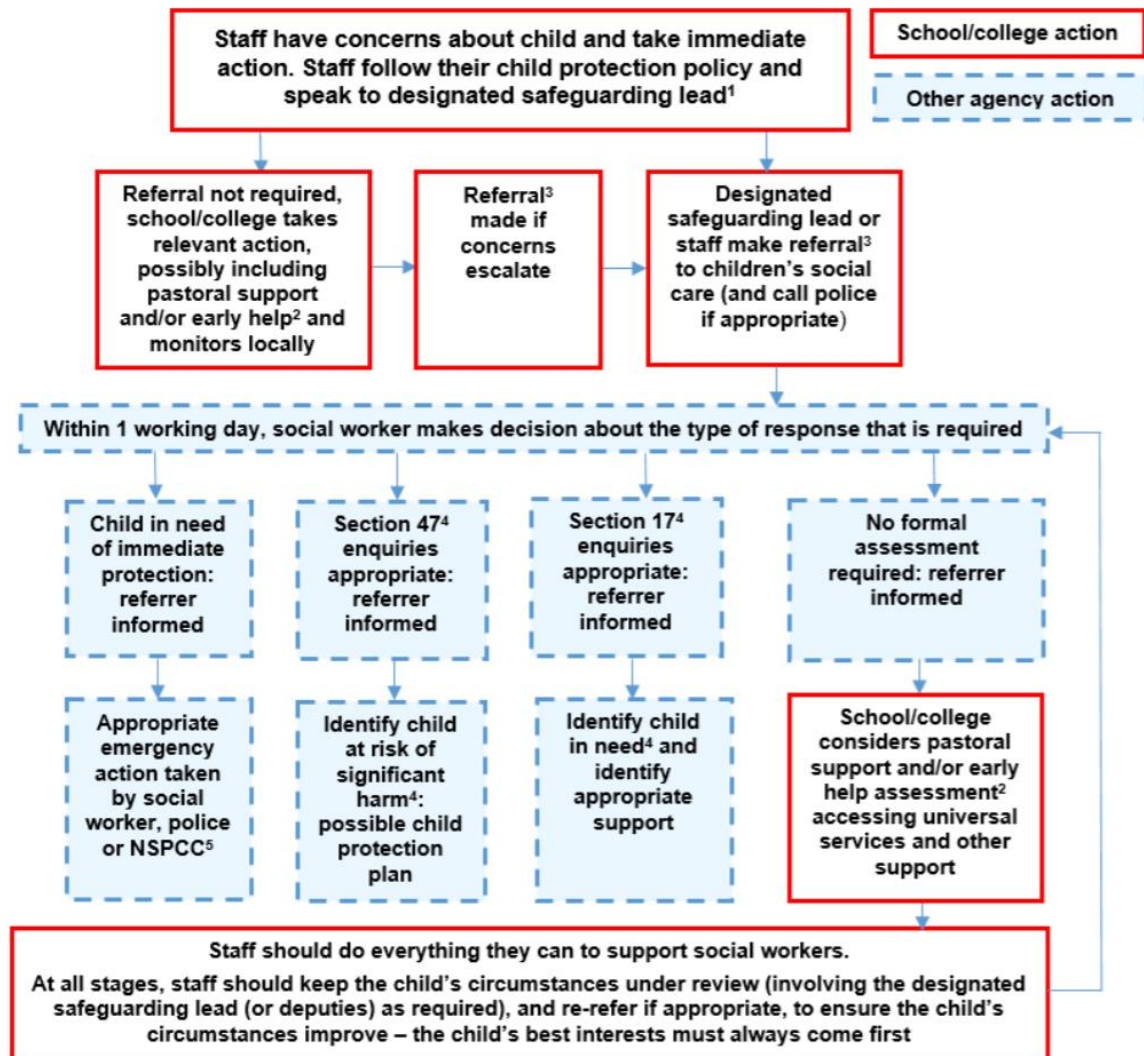 Staff have concerns about child and take immediate
action. Staff follow their child protection policy and
speak to designated safeguarding lead¹
School/college action
Other agency action
Referral not required,
school/college takes
relevant action,
possibly including
pastoral support
and/or early help² and
monitors locally
Referral³
made if
concerns
escalate
Designated
safeguarding lead or
staff make referral³
to children’s social
care (and call police
if appropriate)
Within 1 working day, social worker makes decision about the type of response that is required
Child in need
of immediate
protection:
referrer
informed
Section 47⁴
enquiries
appropriate:
referrer
informed
Section 17⁴
enquiries
appropriate:
referrer
informed
No formal
assessment
required: referrer
informed
Appropriate
emergency
action taken
by social
worker, police
or NSPCC⁵
Identify child
at risk of
significant
harm⁴:
possible child
protection
plan
Identify child
in need⁴ and
identify
appropriate
support
School/college
considers pastoral
support and/or early
help assessment²
accessing universal
services and other
support
Staff should do everything they can to support social workers.
At all stages, staff should keep the child’s circumstances under review (involving the designated
safeguarding lead (or deputies) as required), and re-refer if appropriate, to ensure the child’s
circumstances improve – the child’s best interests must always come first